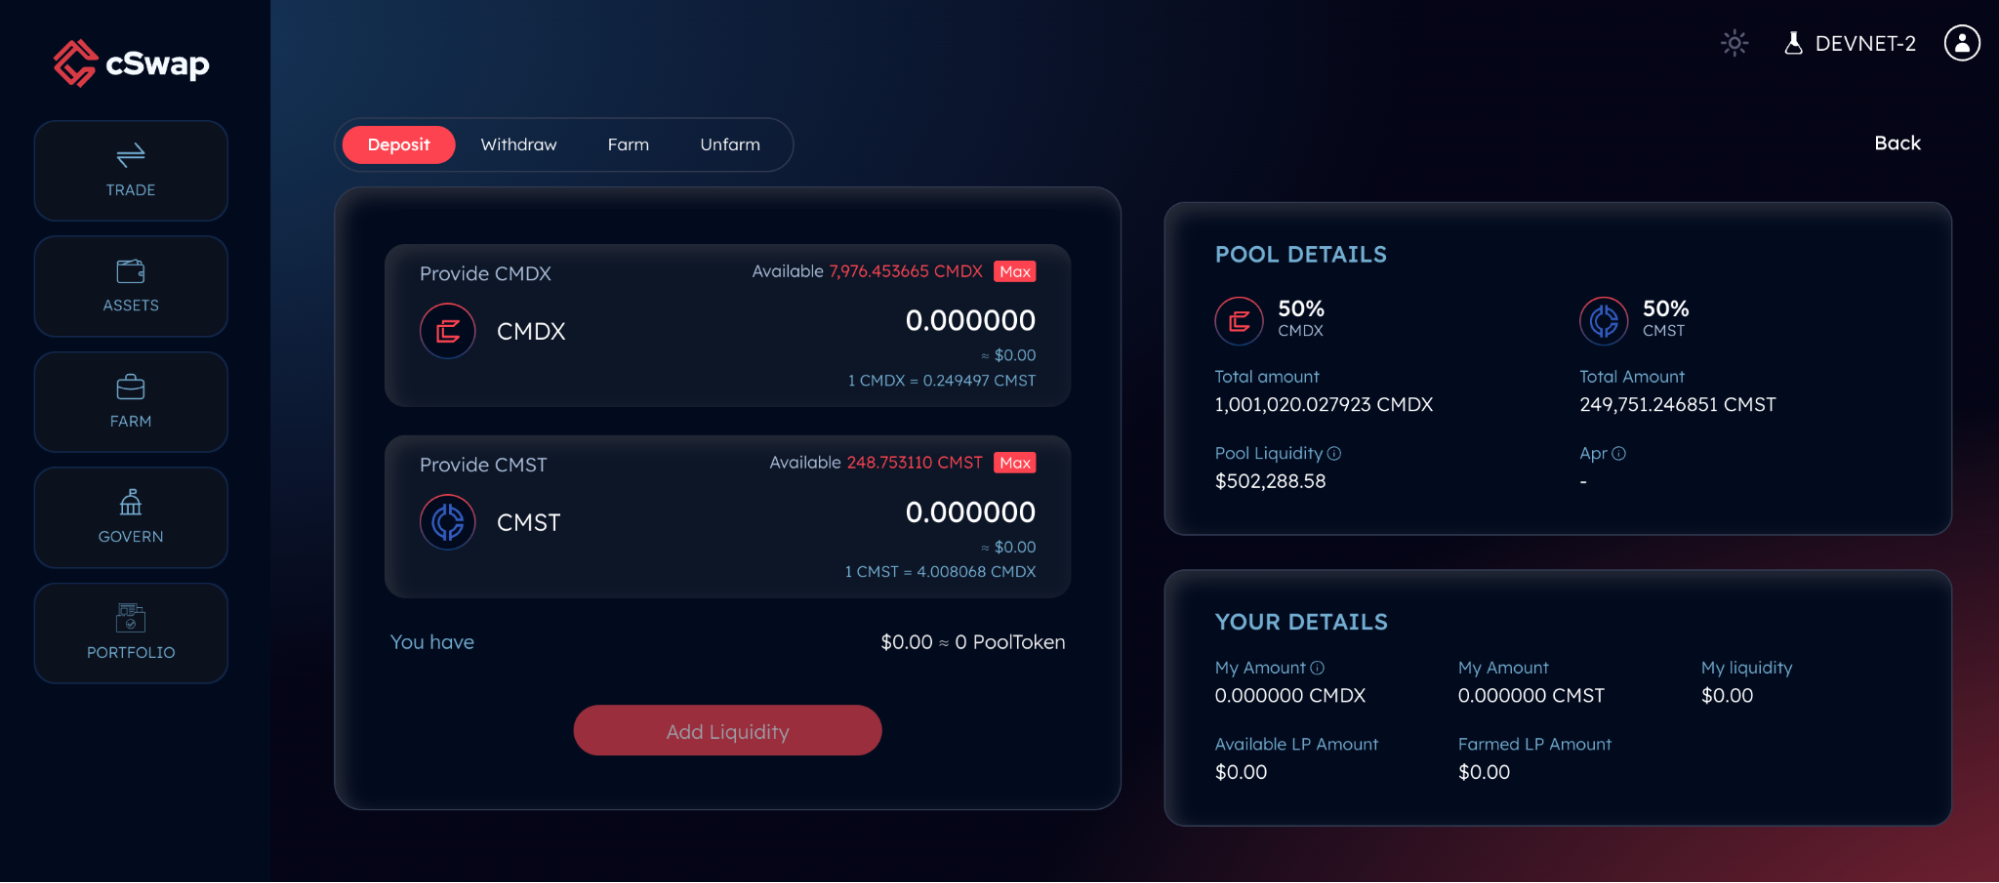 cSwap
TRADE
ASSETS
FARM
GOVERN
PORTFOLIO
DEVNET-2
Deposit Withdraw Farm Unfarm
Back
Provide CMDX
Available 7,976.453665 CMDX Max
CMDX
0.000000
≈ $0.00
1 CMDX = 0.249497 CMST
Provide CMST
Available 248.753110 CMST Max
CMST
0.000000
≈ $0.00
1 CMST = 4.008068 CMDX
You have $0.00 ≈ 0 PoolToken
Add Liquidity
POOL DETAILS
50% 50%
CMDX CMST
Total amount Total Amount
1,001,020.027923 CMDX 249,751.246851 CMST
Pool Liquidity Apr
$502,288.58 -
YOUR DETAILS
My Amount My Amount My liquidity
0.000000 CMDX 0.000000 CMST $0.00
Available LP Amount Farmed LP Amount
$0.00 $0.00